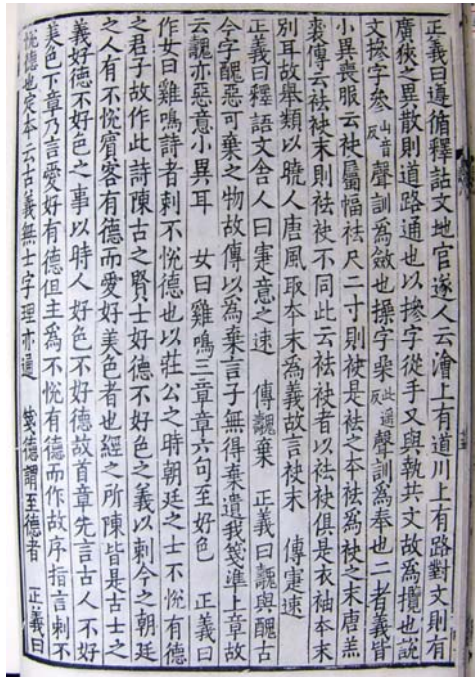 正義曰遵循釋詁文地官遂人云澮上有道川上有路對文則有
廣狹之異散則道路通也以摻字從手又與執共文故為攬也說
文摻字參山音反聲訓為斂也操字喿此遥反聲訓為奉也二者義皆
小異喪服云袂屬幅袪尺二寸則袂是袪之本袪為袂之末唐羔
裘傳云袪袂末則袪袂不同此云袪袂者以袪袂俱是衣袖本末
別耳故舉類以曉人唐風取本末為義故言袂末　傳寁速
正義曰釋詁文舍人曰寁意之速　傳魗棄　正義曰魗與醜古
今字醜惡可棄之物故傳以為棄言子無得棄遺我箋準上章故
云魗亦惡意小異耳　女曰雞鳴三章章六句至好色　正義曰
作女曰雞鳴詩者刺不恱德也以莊公之時朝廷之士不恱有德
之君子故作此詩陳古之賢士好德不好色之義以刺今之朝廷
之人有不恱賓客有德而愛好美色者也經之所陳皆是古士之
義好德不好色之事以時人好色不好德故首章先言古人不好
美色下章乃言愛好有德但主為不恱有德而作故序指言刺不
恱德也定本云古義無士字理亦通　箋德謂至德者　正義曰